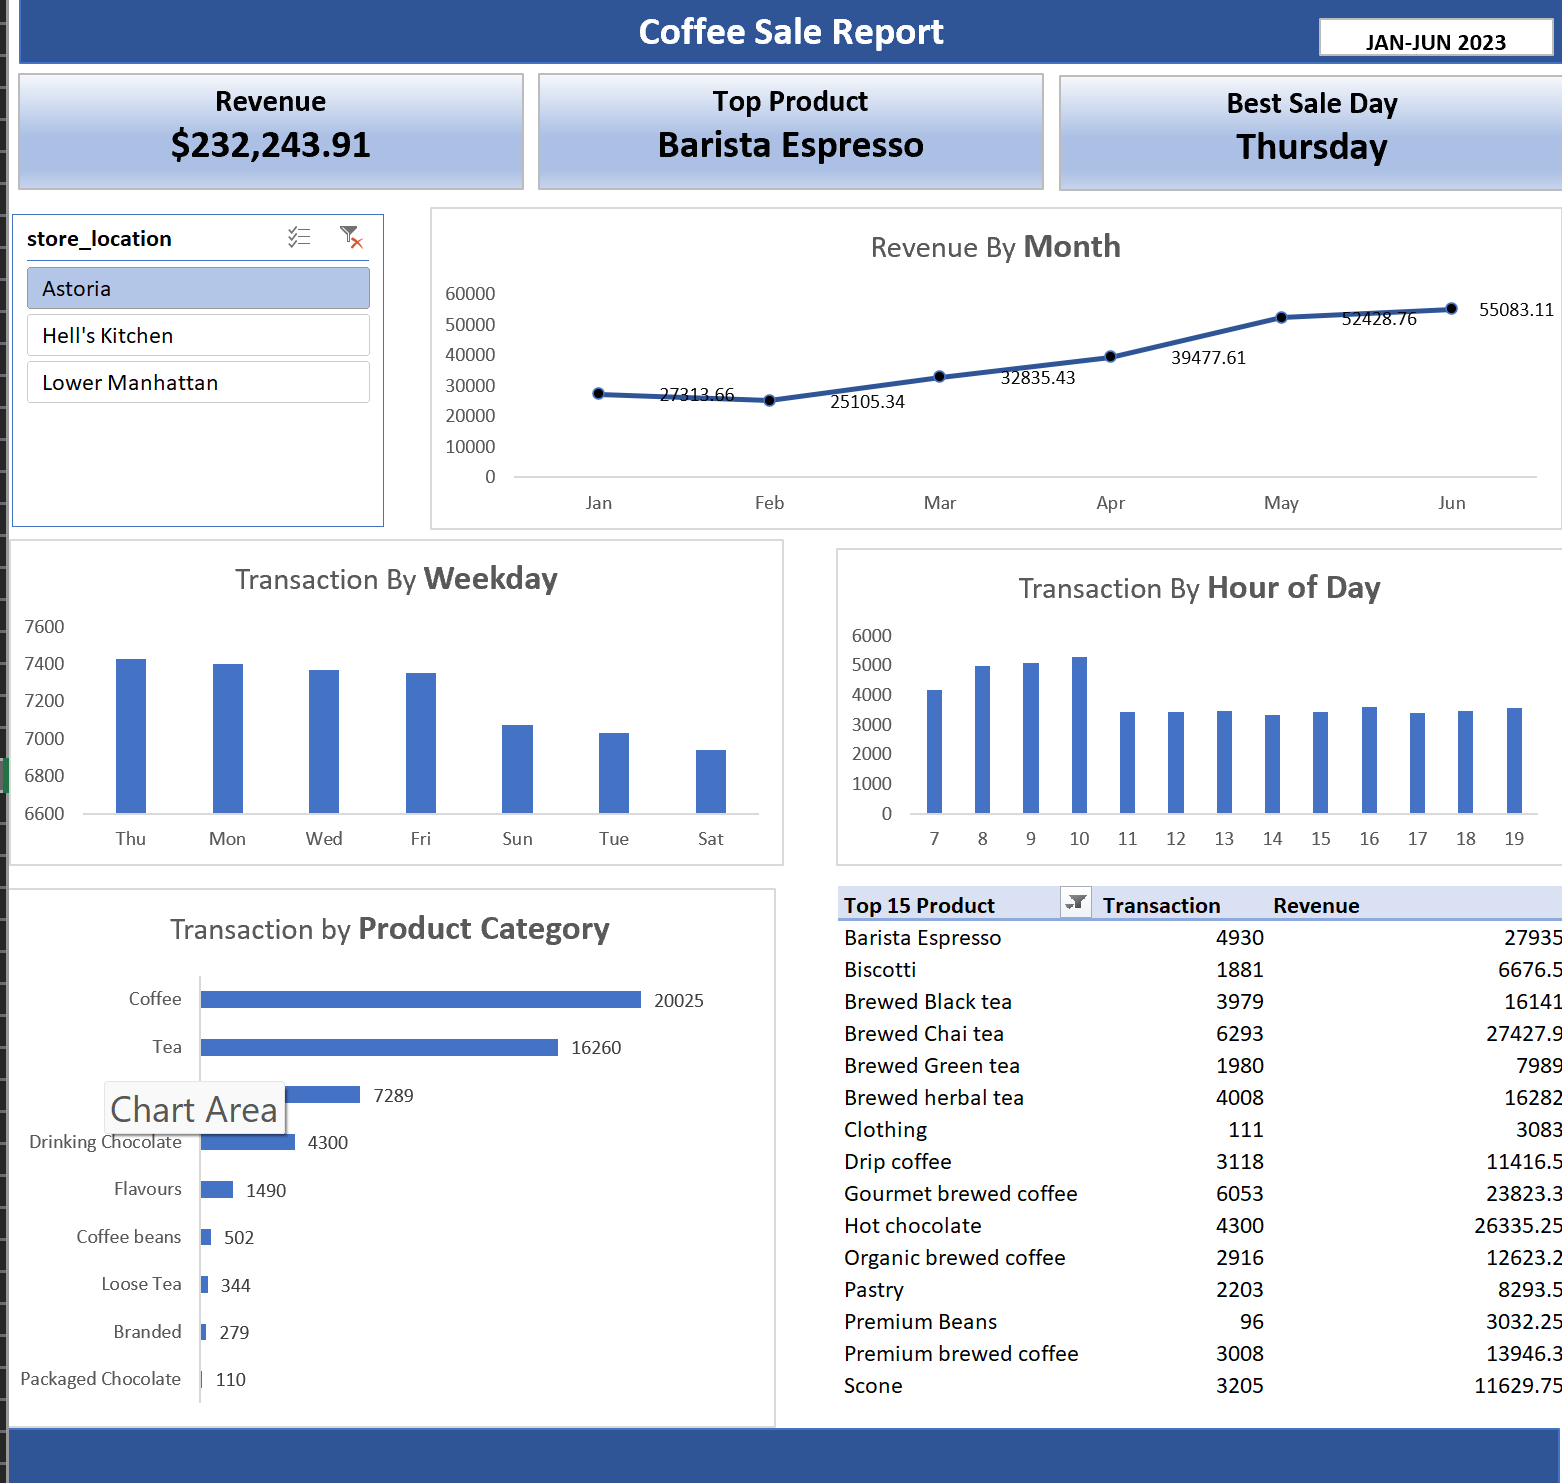 Coffee Sale Report
JAN-JUN 2023
Revenue
$232,243.91
Top Product
Barista Espresso
Best Sale Day
Thursday
store_location
Astoria
Hell's Kitchen
Lower Manhattan
Revenue By Month
60000
50000
40000
30000
20000
10000
0
27313.66
25105.34
32835.43
39477.61
52428.76
55083.11
Jan Feb Mar Apr May Jun
Transaction By Weekday
7600
7400
7200
7000
6800
6600
Thu Mon Wed Fri Sun Tue Sat
Transaction By Hour of Day
6000
5000
4000
3000
2000
1000
0
7 8 9 10 11 12 13 14 15 16 17 18 19
Transaction by Product Category
Coffee 20025
Tea 16260
7289
Chart Area
Drinking Chocolate 4300
Flavours 1490
Coffee beans 502
Loose Tea 344
Branded 279
Packaged Chocolate 110
Top 15 Product Transaction Revenue
Barista Espresso 4930 27935
Biscotti 1881 6676.5
Brewed Black tea 3979 16141
Brewed Chai tea 6293 27427.9
Brewed Green tea 1980 7989
Brewed herbal tea 4008 16282
Clothing 111 3083
Drip coffee 3118 11416.5
Gourmet brewed coffee 6053 23823.3
Hot chocolate 4300 26335.25
Organic brewed coffee 2916 12623.2
Pastry 2203 8293.5
Premium Beans 96 3032.25
Premium brewed coffee 3008 13946.3
Scone 3205 11629.75